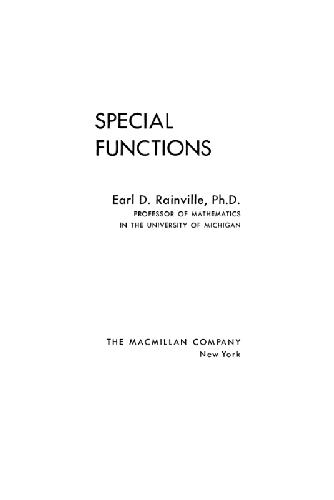 SPECIAL
FUNCTIONS
Earl D. Rainville, Ph.D.
PROFESSOR OF MATHEMATICS
IN THE UNIVERSITY OF MICHIGAN
THE MACMILLAN COMPANY
New York